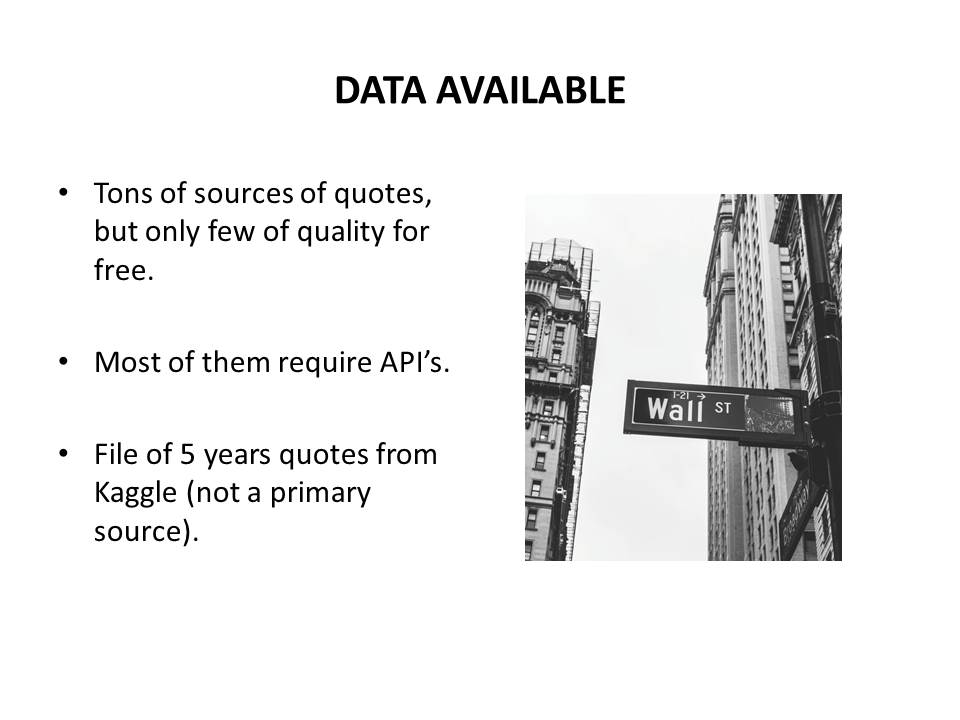 DATA AVAILABLE
• Tons of sources of quotes,
but only few of quality for
free.
• Most of them require API’s.
• File of 5 years quotes from
Kaggle (not a primary
source).
1-21 →
Wall ST